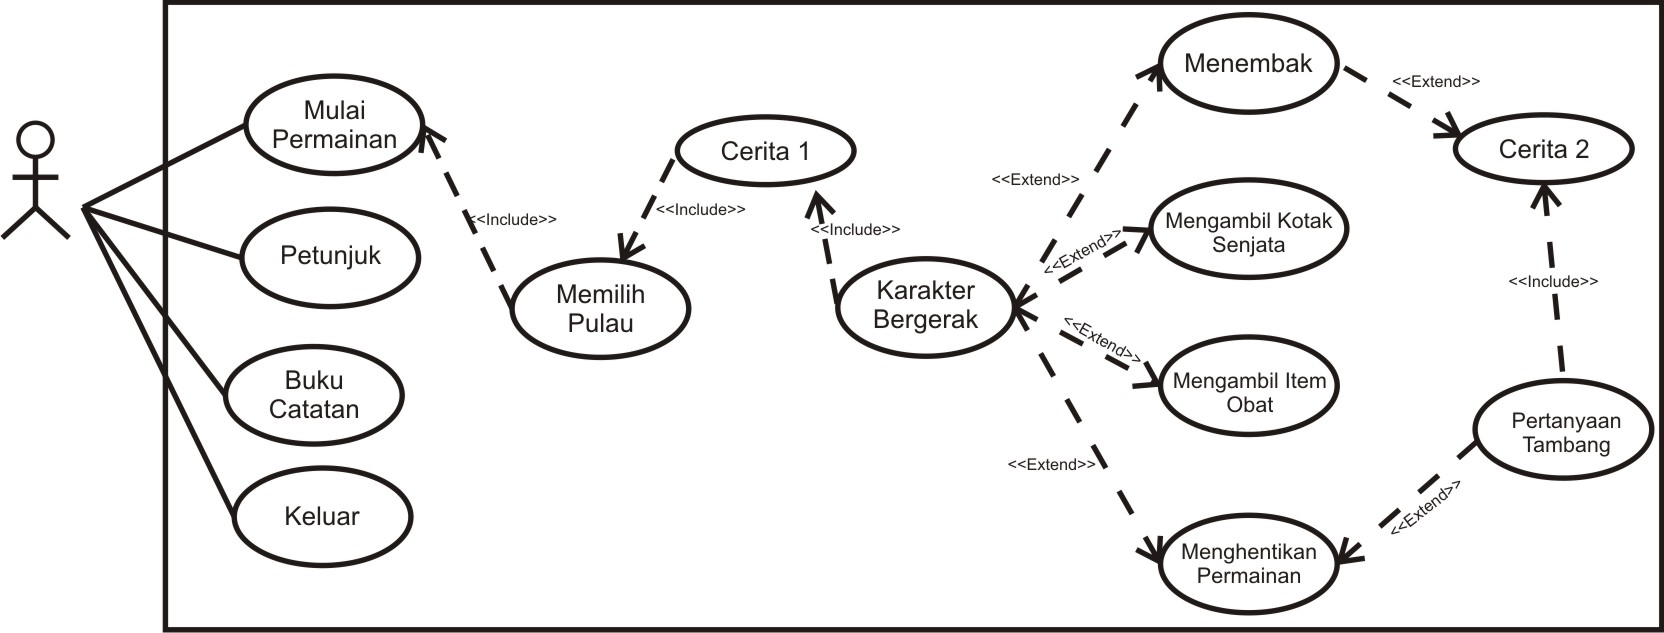 Mulai
Permainan
Petunjuk
Buku
Catatan
Keluar
<<Include>>
Memilih
Pulau
<<Include>>
Cerita 1
<<Include>>
Karakter
Bergerak
<<Extend>>
<<Extend>>
<<Extend>>
<<Extend>>
Menembak
Mengambil Kotak
Senjata
Mengambil Item
Obat
Menghentikan
Permainan
<<Extend>>
Cerita 2
<<Include>>
Pertanyaan
Tambang
<<Extend>>